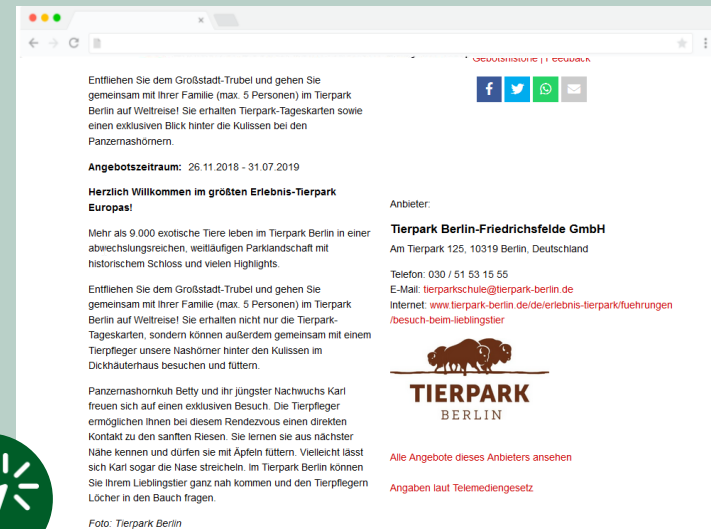 Gebotshistorie | Feedback
Entfliehen Sie dem Großstadt-Trubel und gehen Sie
gemeinsam mit Ihrer Familie (max. 5 Personen) im Tierpark
Berlin auf Weltreise! Sie erhalten Tierpark-Tageskarten sowie
einen exklusiven Blick hinter die Kulissen bei den
Panzernashörnern.
Angebotszeitraum: 26.11.2018 - 31.07.2019
Herzlich Willkommen im größten Erlebnis-Tierpark
Europas!
Mehr als 9.000 exotische Tiere leben im Tierpark Berlin in einer
abwechslungsreichen, weitläufigen Parklandschaft mit
historischem Schloss und vielen Highlights.
Entfliehen Sie dem Großstadt-Trubel und gehen Sie
gemeinsam mit Ihrer Familie (max. 5 Personen) im Tierpark
Berlin auf Weltreise! Sie erhalten nicht nur die Tierpark-
Tageskarten, sondern können außerdem gemeinsam mit einem
Tierpfleger unsere Nashörner hinter den Kulissen im
Dickhäuterhaus besuchen und füttern.
Panzernashornkuh Betty und ihr jüngster Nachwuchs Karl
freuen sich auf einen exklusiven Besuch. Die Tierpfleger
ermöglichen Ihnen bei diesem Rendezvous einen direkten
Kontakt zu den sanften Riesen. Sie lernen sie aus nächster
Nähe kennen und dürfen sie mit Äpfeln füttern. Vielleicht lässt
sich Karl sogar die Nase streicheln. Im Tierpark Berlin können
Sie Ihrem Lieblingstier ganz nah kommen und den Tierpflegern
Löcher in den Bauch fragen.
Foto: Tierpark Berlin
Anbieter:
Tierpark Berlin-Friedrichsfelde GmbH
Am Tierpark 125, 10319 Berlin, Deutschland
Telefon: 030 / 51 53 15 55
E-Mail: tierparkschule@tierpark-berlin.de
Internet: www.tierpark-berlin.de/de/erlebnis-tierpark/fuehrungen
/besuch-beim-lieblingstier
TIERPARK
BERLIN
Alle Angebote dieses Anbieters ansehen
Angaben laut Telemediengesetz